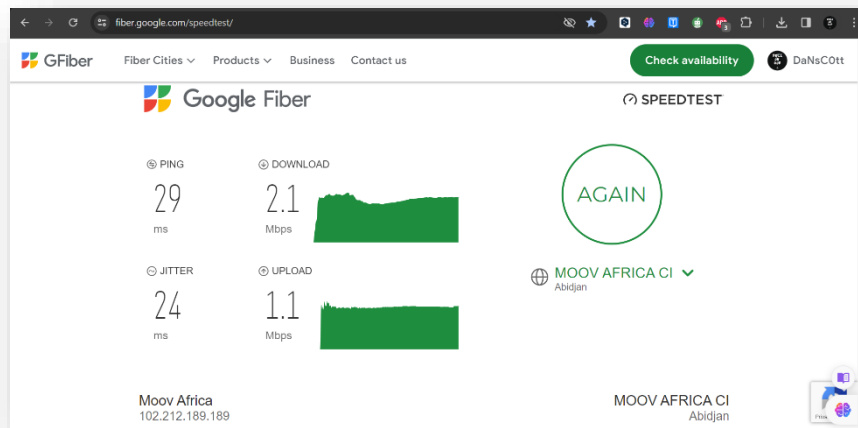 fiber.google.com/speedtest/
GFiber
Fiber Cities
Products
Business
Contact us
Check availability
DaNsC0tt
Google Fiber
SPEEDTEST
PING
29
ms
DOWNLOAD
2.1
Mbps
AGAIN
JITTER
24
ms
UPLOAD
1.1
Mbps
MOOV AFRICA CI
Abidjan
Moov Africa
102.212.189.189
MOOV AFRICA CI
Abidjan